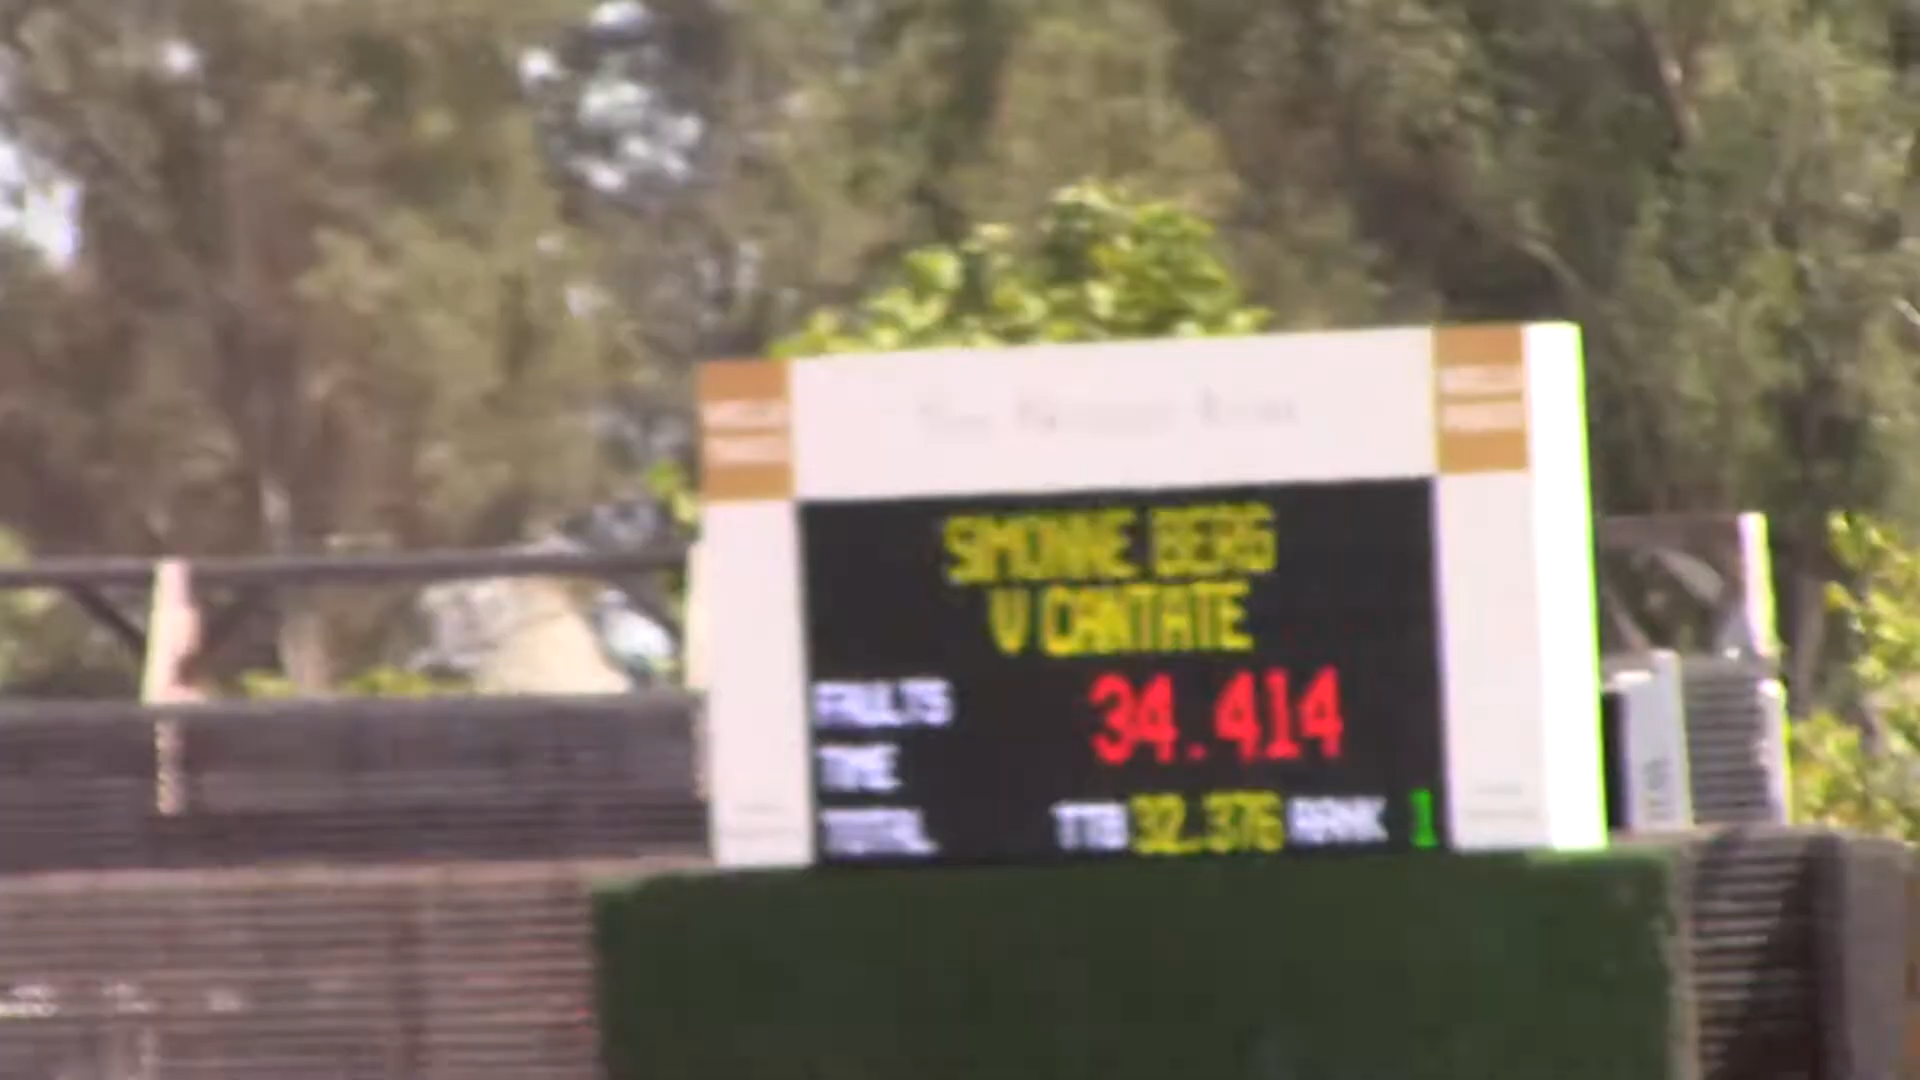 SIMONNE BERG
V CANTATE
FAULTS
34.414
TIME
TOTAL TTB 32.376 RANK 1